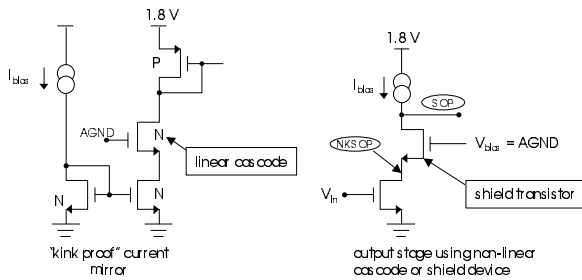 1.8 V
P
Ibias
AGND
N
linear cascode
N
N
"kink proof" current
mirror
1.8 V
Ibias
SOP
NKSOP
Vbias = AGND
Vin
shield transistor
output stage using non-linear
cascode or shield device